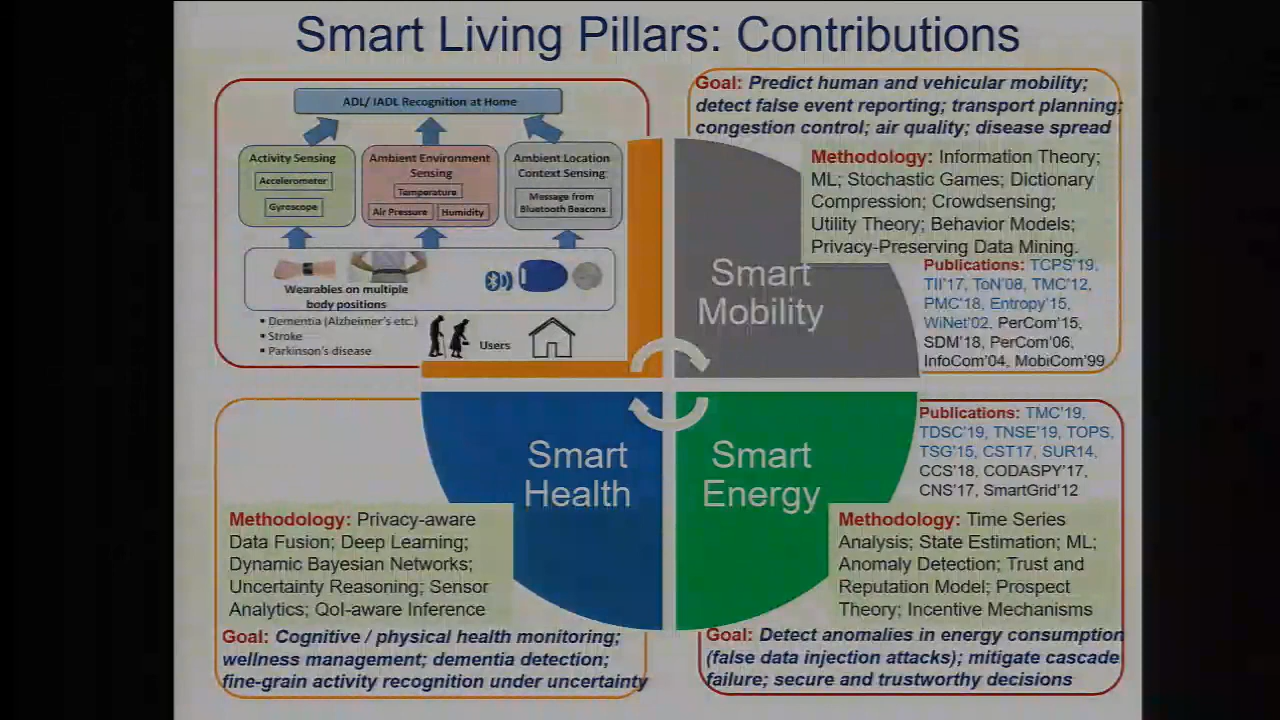 Smart Living Pillars: Contributions
ADL/ IADL Recognition at Home
Activity Sensing
Accelerometer
Gyroscope
Ambient Environment
Sensing
Temperature
Air Pressure
Humidity
Ambient Location
Context Sensing
Message from
Bluetooth Beacons
Wearables on multiple
body positions
▪ Dementia (Alzheimer's etc.)
▪ Stroke
▪ Parkinson's disease
Users
Goal: Predict human and vehicular mobility;
detect false event reporting; transport planning;
congestion control; air quality; disease spread
Methodology: Information Theory;
ML; Stochastic Games; Dictionary
Compression; Crowdsensing;
Utility Theory; Behavior Models;
Privacy-Preserving Data Mining.
Publications: TCPS'19,
TII'17, ToN'08, TMC'12,
PMC'18, Entropy'15,
WiNet'02, PerCom'15,
SDM'18, PerCom'06,
InfoCom'04, MobiCom'99
Smart
Mobility
Smart
Health
Smart
Energy
Publications: TMC'19,
TDSC'19, TNSE'19, TOPS,
TSG'15, CST17, SUR14,
CCS'18, CODASPY'17,
CNS'17, SmartGrid'12
Methodology: Privacy-aware
Data Fusion; Deep Learning;
Dynamic Bayesian Networks;
Uncertainty Reasoning; Sensor
Analytics; QoI-aware Inference
Goal: Cognitive / physical health monitoring;
wellness management; dementia detection;
fine-grain activity recognition under uncertainty
Methodology: Time Series
Analysis; State Estimation; ML;
Anomaly Detection; Trust and
Reputation Model; Prospect
Theory; Incentive Mechanisms
Goal: Detect anomalies in energy consumption
(false data injection attacks); mitigate cascade
failure; secure and trustworthy decisions